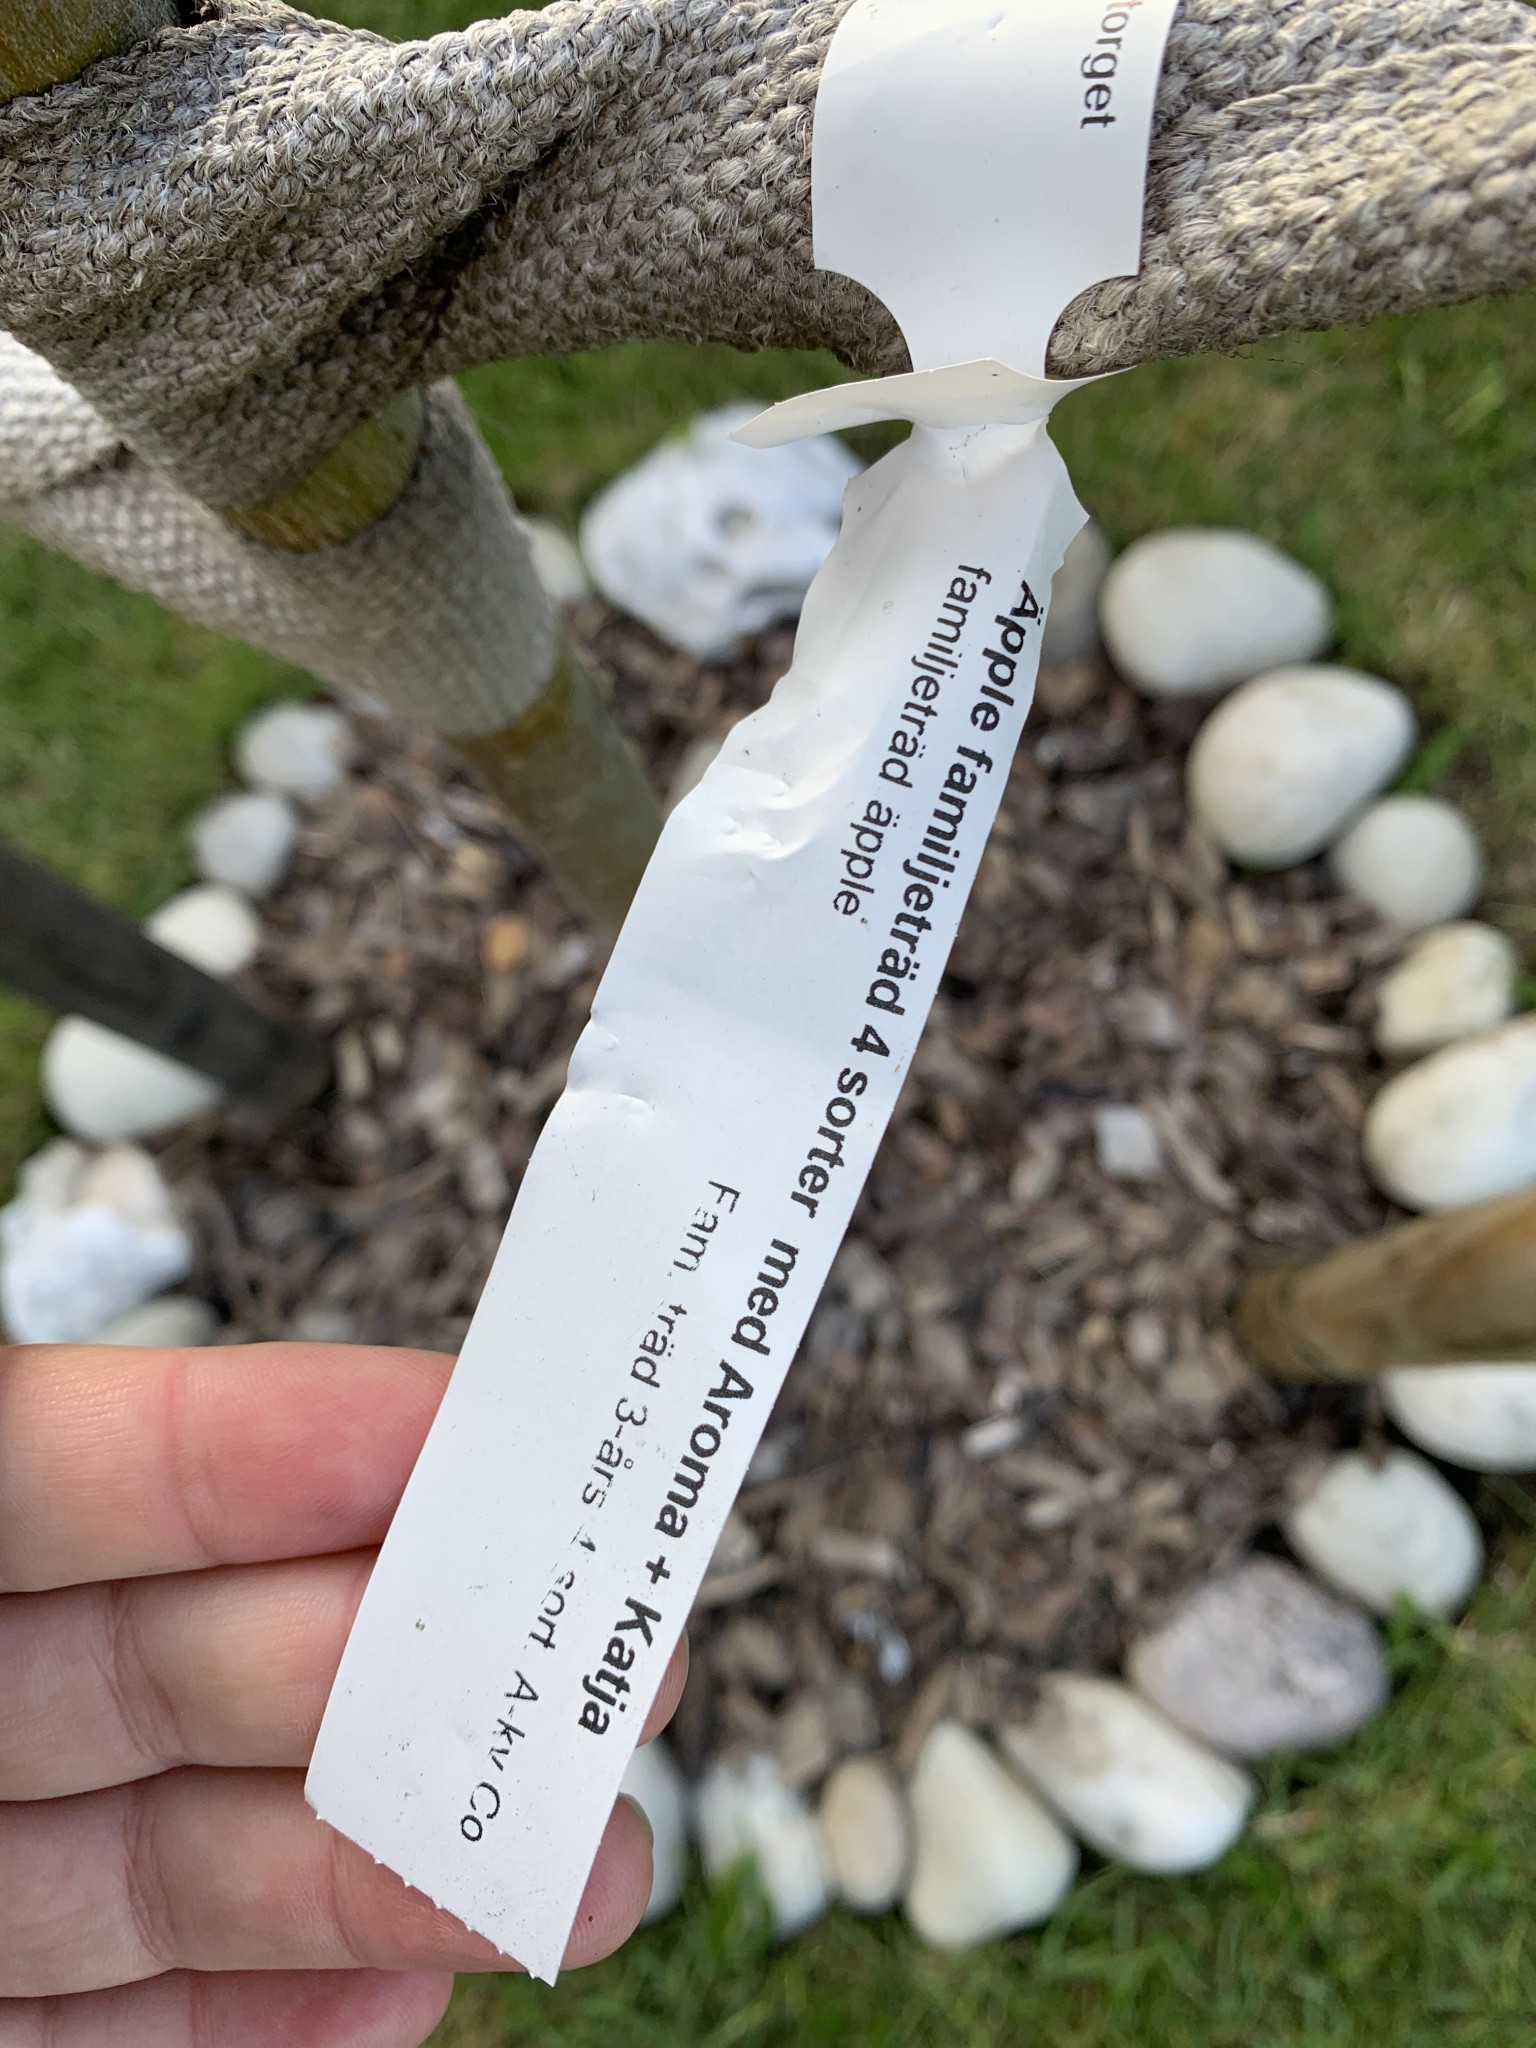 torget
Äpple familjeträd 4 sorter med Aroma + Katja
familjeträd äpple
Fam. träd 3-års 4 sort A-kv Co